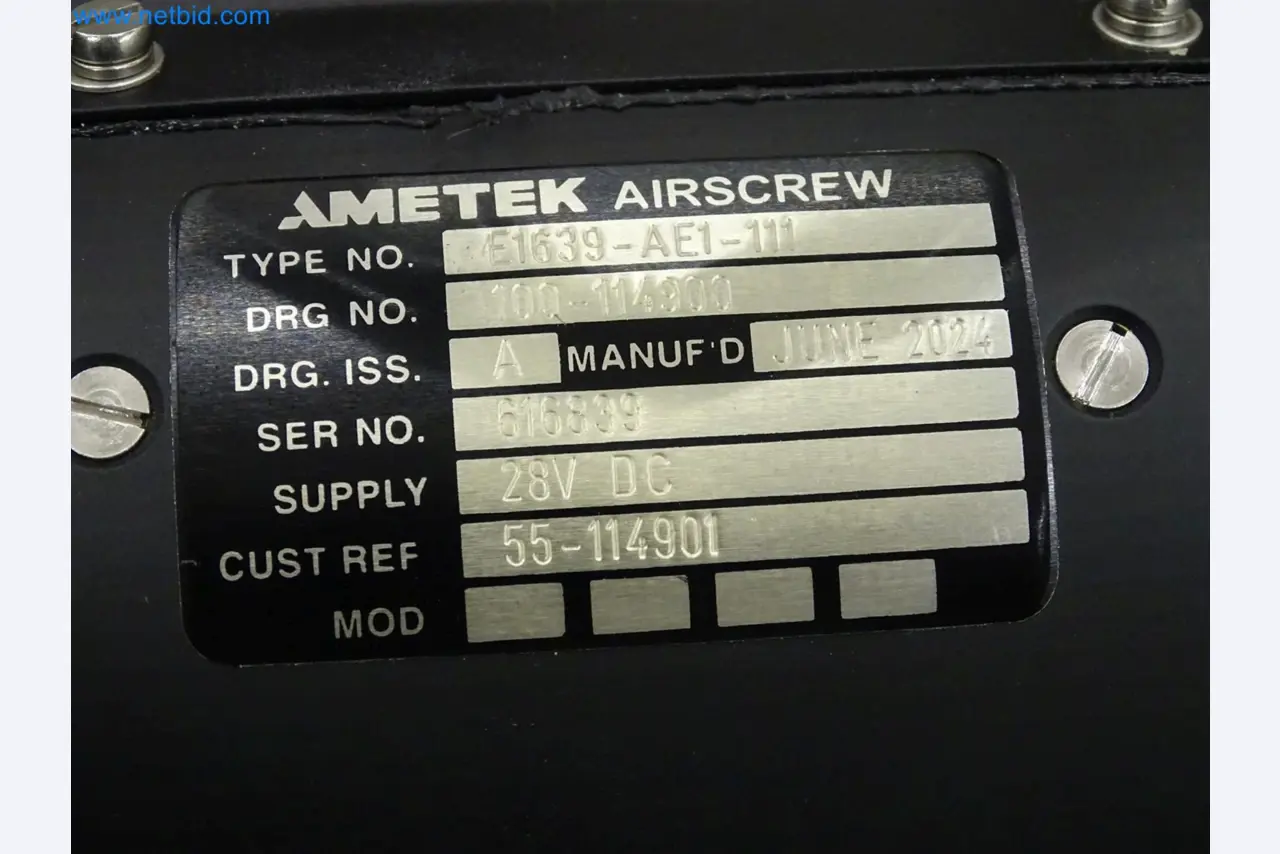 www.netbid.com
AMETEK AIRSCREW
TYPE NO. E1639-AE1-111
DRG NO. 100-114900
DRG. ISS. A MANUF'D JUNE 2024
SER NO. 616839
SUPPLY 28V DC
CUST REF 55-114901
MOD